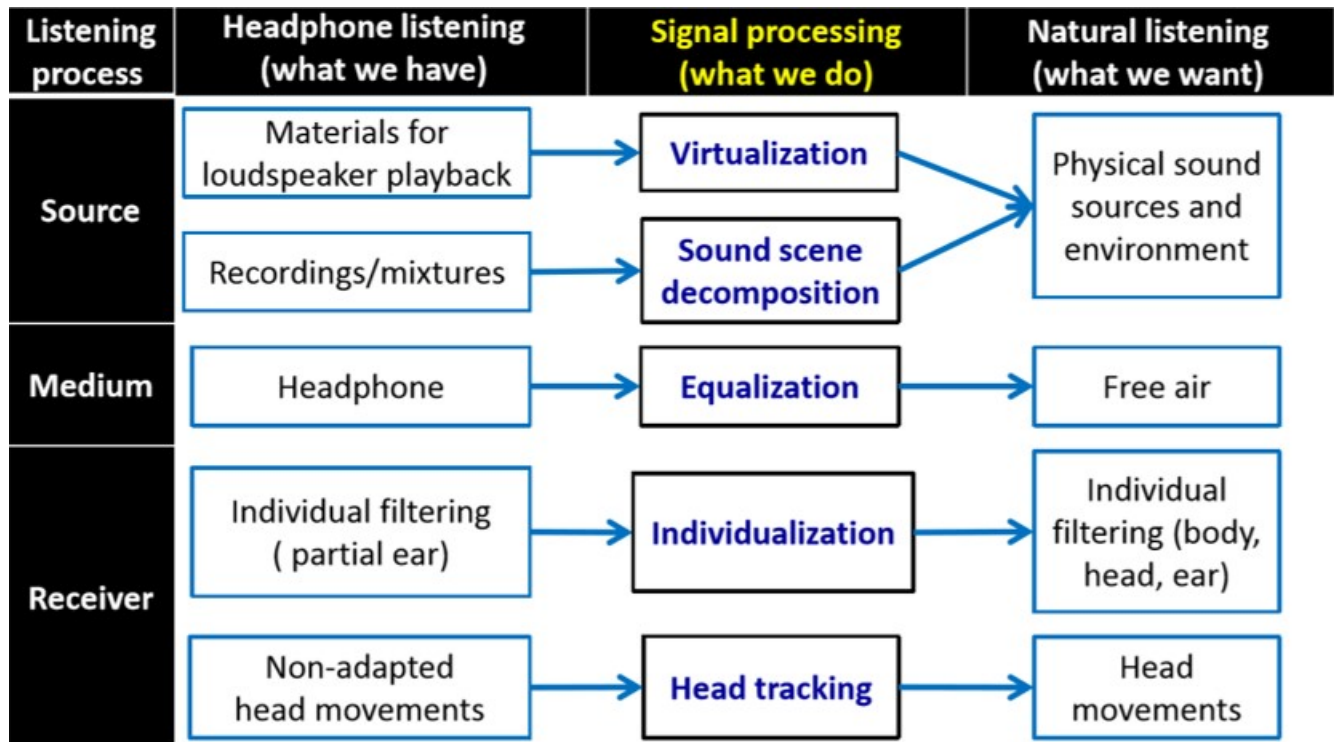 Listening
process
Headphone listening
(what we have)
Signal processing
(what we do)
Natural listening
(what we want)
Source
Materials for
loudspeaker playback
Virtualization
Physical sound
sources and
environment
Recordings/mixtures
Sound scene
decomposition
Medium
Headphone
Equalization
Free air
Receiver
Individual filtering
( partial ear)
Individualization
Individual
filtering (body,
head, ear)
Non-adapted
head movements
Head tracking
Head
movements